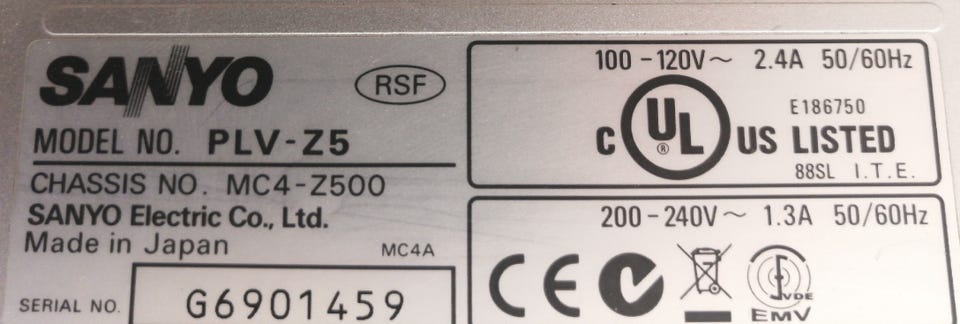 SANYO
RSF
MODEL NO. PLV-Z5
CHASSIS NO. MC4-Z500
SANYO Electric Co., Ltd.
Made in Japan
MC4A
SERIAL NO.
G6901459
100-120V~ 2.4A 50/60Hz
C UL ® US LISTED
E186750
88SL I.T.E.
200-240V~ 1.3A 50/60Hz
CE
VDE
EMV